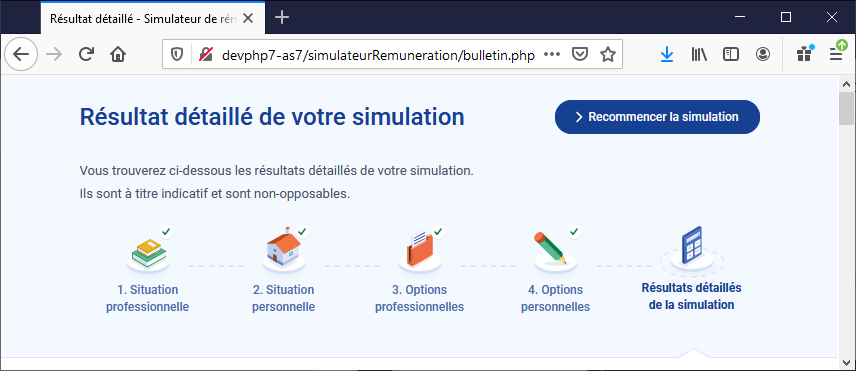 Résultat détaillé - Simulateur de rén
devphp7-as7/simulateurRemuneration/bulletin.php
Résultat détaillé de votre simulation
Recommencer la simulation
Vous trouverez ci-dessous les résultats détaillés de votre simulation.
Ils sont à titre indicatif et sont non-opposables.
1. Situation
professionnelle
2. Situation
personnelle
3. Options
professionnelles
4. Options
personnelles
Résultats détaillés
de la simulation